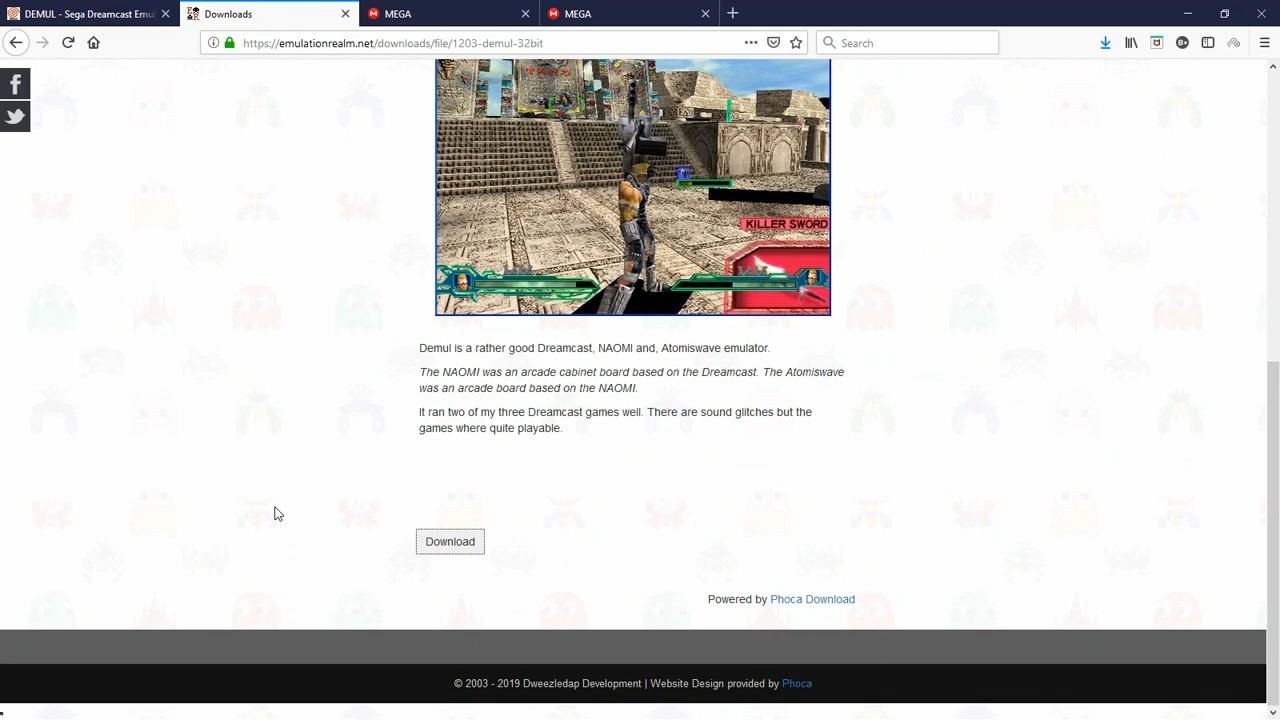 DEMUL - Sega Dreamcast Emul
Downloads
MEGA
MEGA
https://emulationrealm.net/downloads/file/1203-demul-32bit
Search
KILLER SWORD
Demul is a rather good Dreamcast, NAOMI and, Atomiswave emulator.
The NAOMI was an arcade cabinet board based on the Dreamcast. The Atomiswave
was an arcade board based on the NAOMI.
It ran two of my three Dreamcast games well. There are sound glitches but the
games where quite playable.
Download
Powered by Phoca Download
© 2003 - 2019 Dweezledap Development | Website Design provided by Phoca